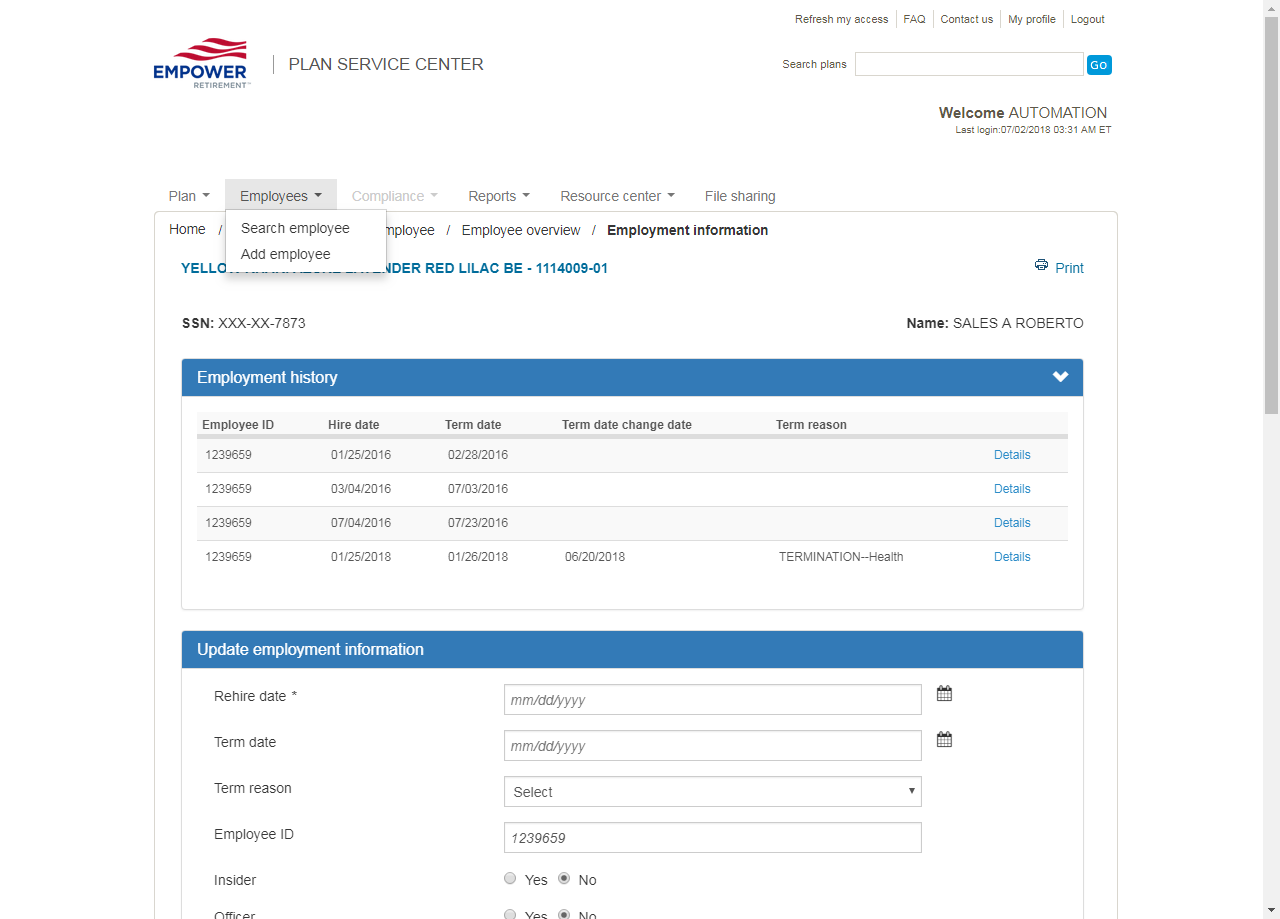 Refresh my access FAQ Contact us My profile Logout
EMPOWER
RETIREMENT™
PLAN SERVICE CENTER
Search plans Go
Welcome AUTOMATION
Last login:07/02/2018 03:31 AM ET
Plan Employees Compliance Reports Resource center File sharing
Home / mployee / Employee overview / Employment information
Search employee
Add employee
YELLOW RED LILAC BE - 1114009-01
Print
SSN: XXX-XX-7873 Name: SALES A ROBERTO
Employment history
Employee ID Hire date Term date Term date change date Term reason
1239659 01/25/2016 02/28/2016 Details
1239659 03/04/2016 07/03/2016 Details
1239659 07/04/2016 07/23/2016 Details
1239659 01/25/2018 01/26/2018 06/20/2018 TERMINATION--Health Details
Update employment information
Rehire date * mm/dd/yyyy
Term date mm/dd/yyyy
Term reason Select
Employee ID 1239659
Insider Yes No
Officer Yes No